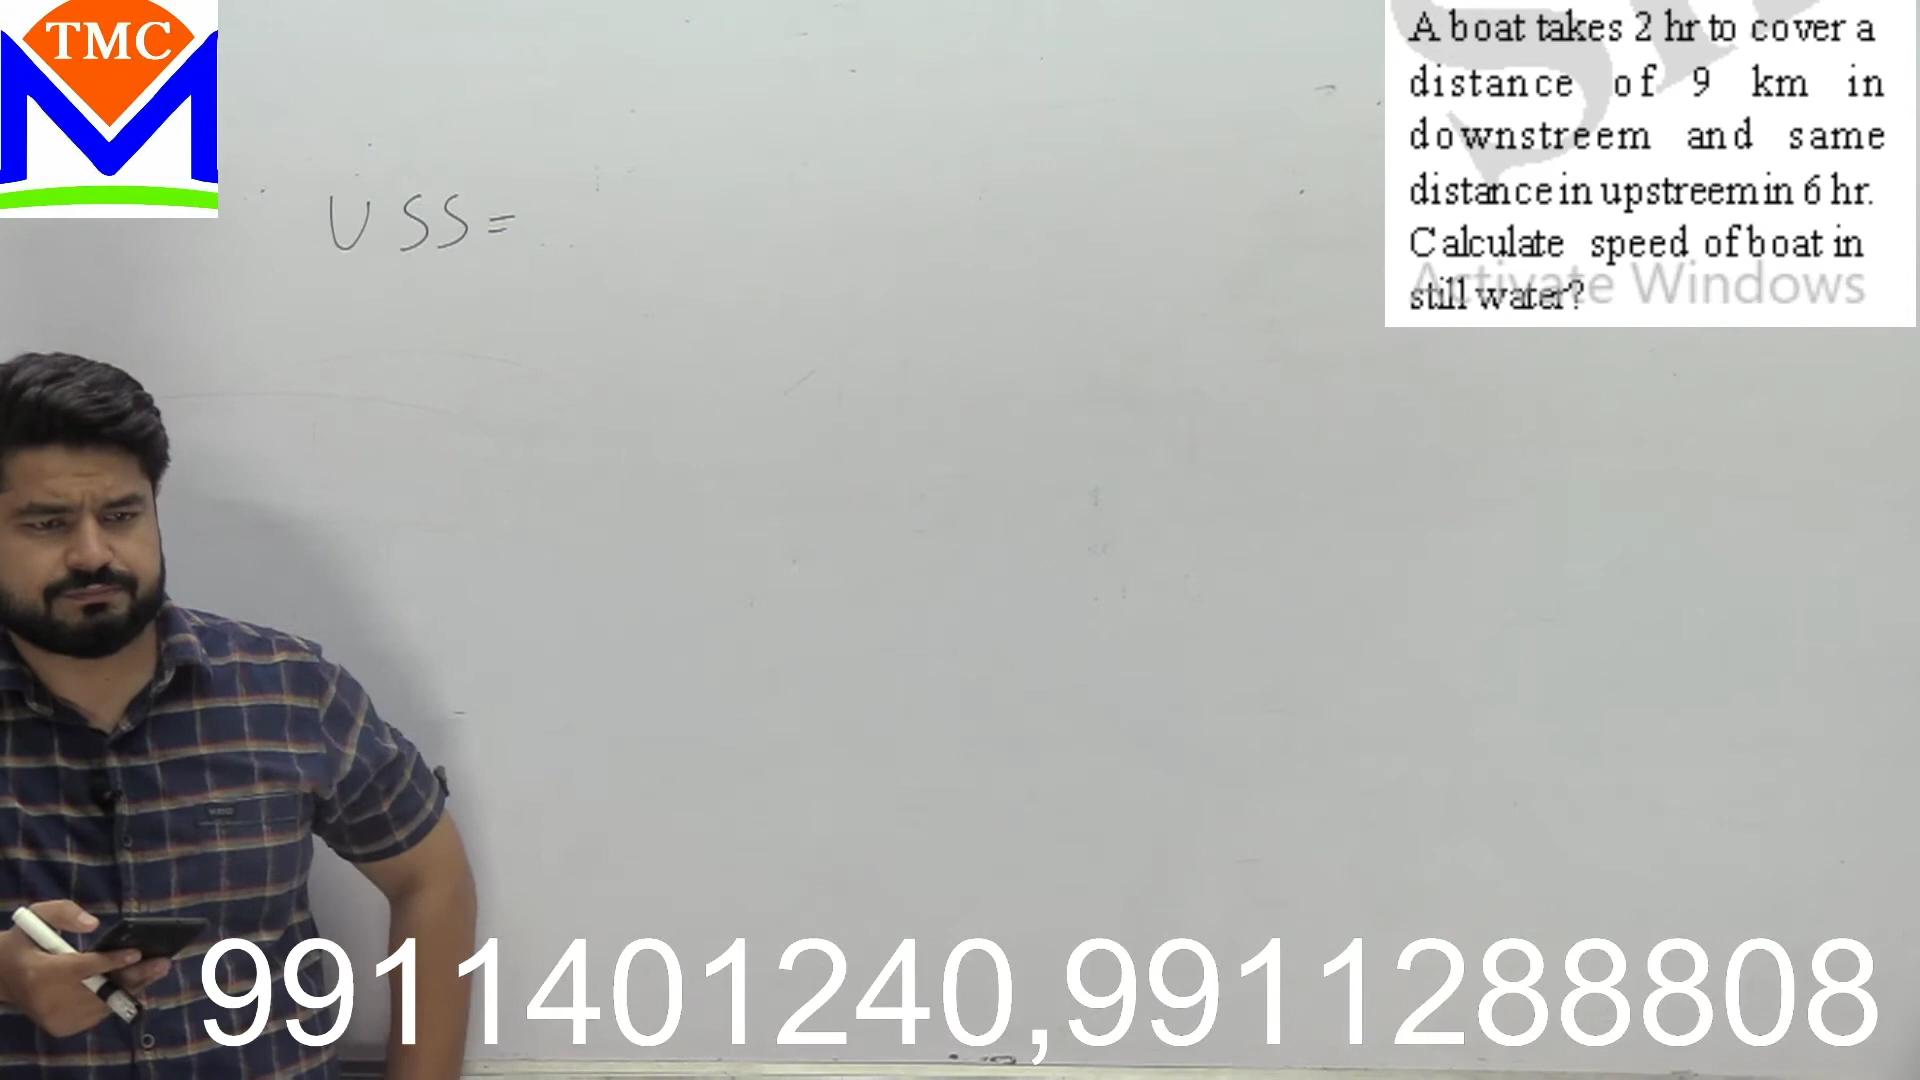 TMC
A boat takes 2 hr to cover a
distance of 9 km in
downstreem and same
distance in upstreem in 6 hr.
Calculate speed of boat in
still water?
Activate Windows
USS=
9911401240,9911288808